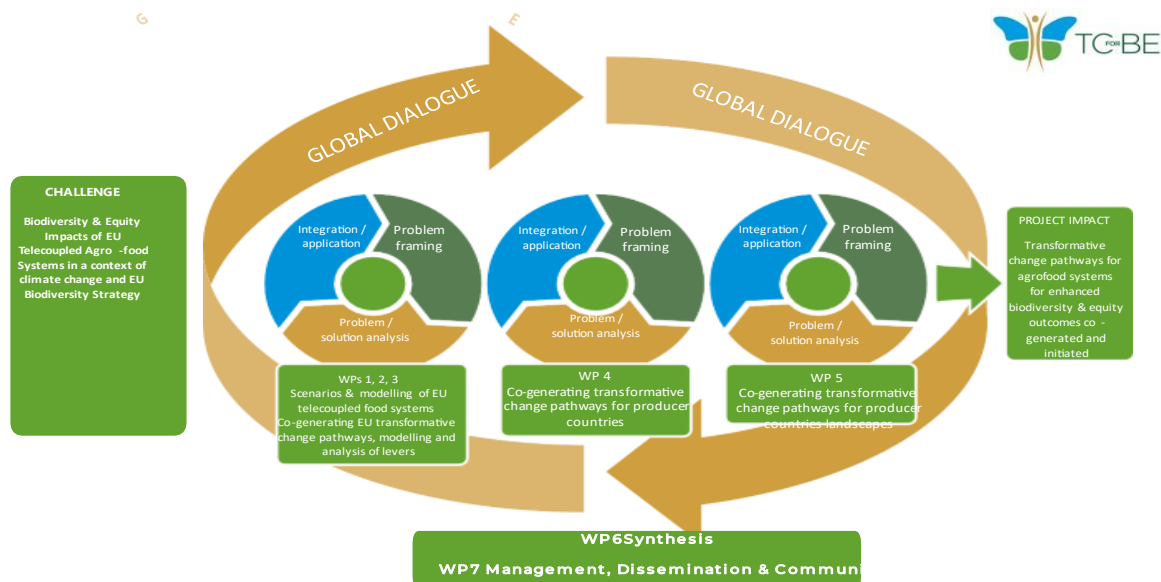 G
E
TC FOR BE
GLOBAL DIALOGUE
GLOBAL DIALOGUE
CHALLENGE
Biodiversity & Equity
Impacts of EU
Telecoupled Agro -food
Systems in a context of
climate change and EU
Biodiversity Strategy
Integration /
application
Problem
framing
Problem /
solution analysis
Integration /
application
Problem
framing
Problem /
solution analysis
Integration /
application
Problem
framing
Problem /
solution analysis
PROJECT IMPACT
Transformative
change pathways for
agrofood systems
for enhanced
biodiversity & equity
outcomes co -
generated and
initiated
WPs 1, 2, 3
Scenarios & modelling of EU
telecoupled food systems
Co-generating EU transformative
change pathways, modelling and
analysis of levers
WP 4
Co-generating transformative
change pathways for producer
countries
WP 5
Co-generating transformative
change pathways for producer
countries landscapes
WP6Synthesis
WP7 Management, Dissemination & Communi